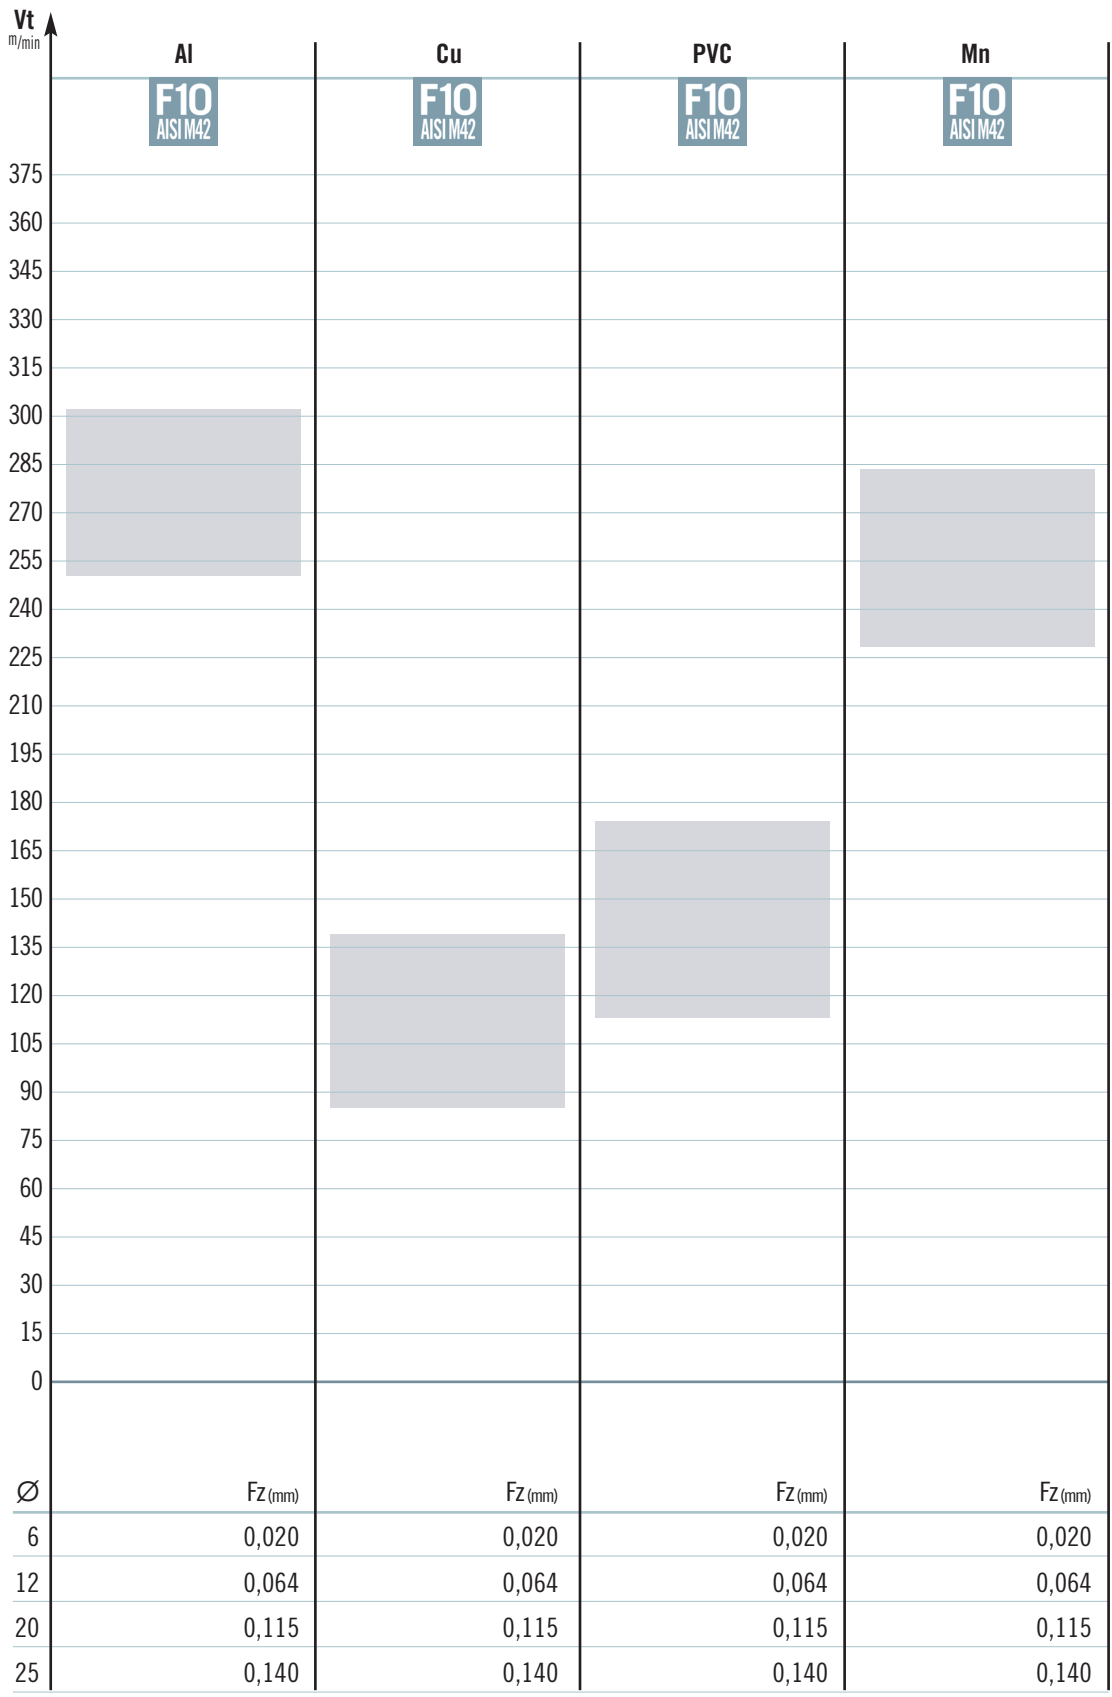 Vt
m/min
Al Cu PVC Mn
F10 F10 F10 F10
AISI M42 AISI M42 AISI M42 AISI M42
375
360
345
330
315
300
285
270
255
240
225
210
195
180
165
150
135
120
105
90
75
60
45
30
15
0
Ø Fz (mm) Fz (mm) Fz (mm) Fz (mm)
6 0,020 0,020 0,020 0,020
12 0,064 0,064 0,064 0,064
20 0,115 0,115 0,115 0,115
25 0,140 0,140 0,140 0,140